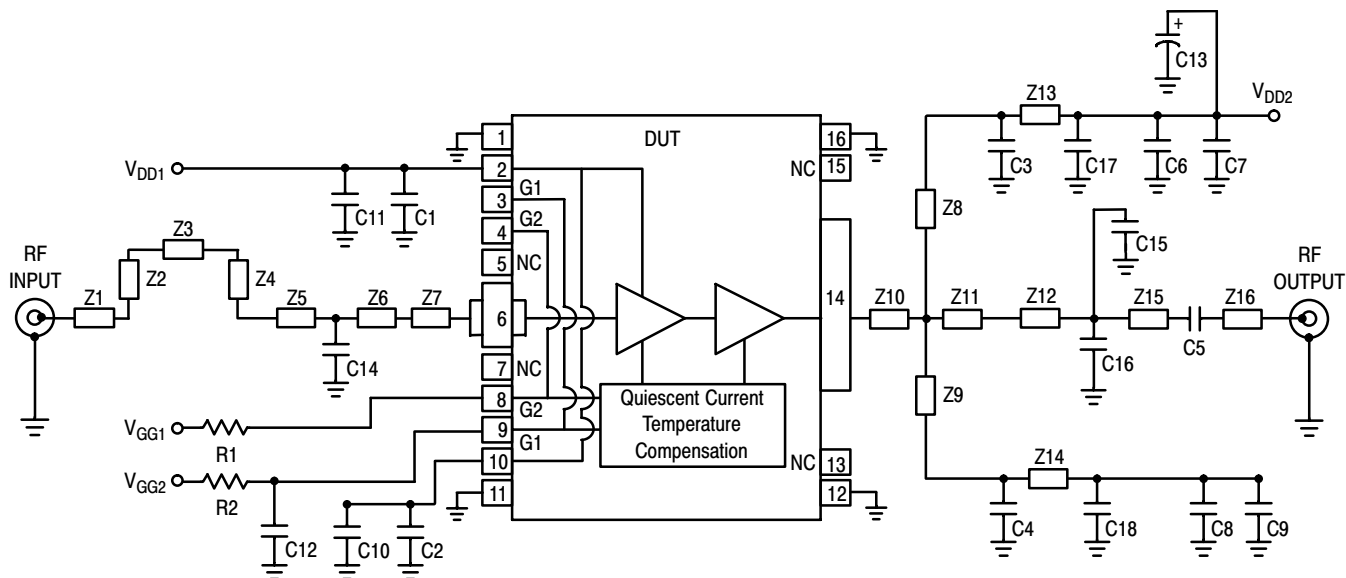 C13
+
Z13
VDD2
DUT
1
16
VDD1
2
NC
15
C3
C17
C6
C7
G1
3
C11
C1
Z8
Z3
G2
4
RF
INPUT
Z2
Z4
5
NC
C15
RF
OUTPUT
Z1
Z5
Z6
Z7
6
14
Z10
Z11
Z12
Z15
Z16
C14
7
NC
C16
C5
8
Quiescent Current
Temperature
Compensation
Z9
VGG1
G2
R1
9
G1
10
NC
13
Z14
VGG2
R2
11
12
C12
C10
C2
C4
C18
C8
C9